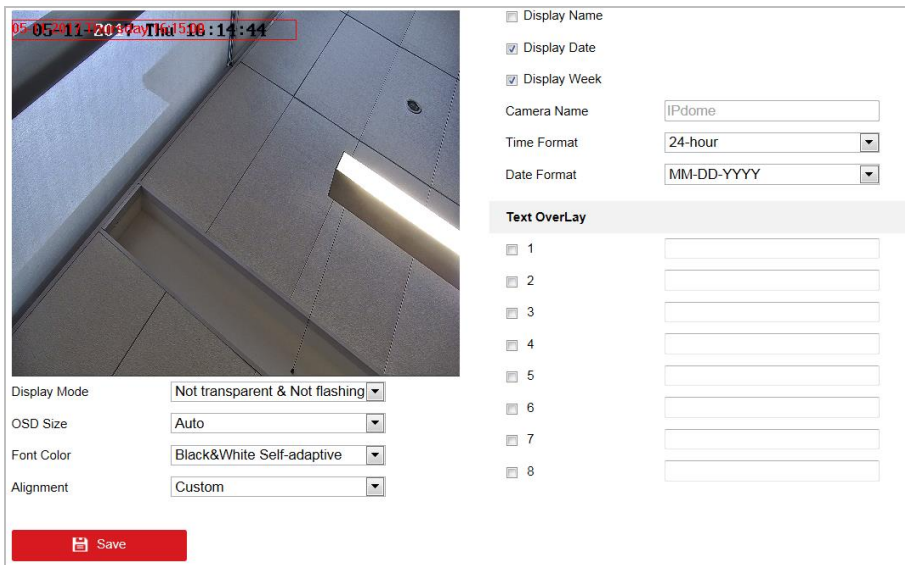 05-11-2017 Thu 16:14:44
Display Name
Display Date
Display Week
Camera Name IPdome
Time Format 24-hour
Date Format MM-DD-YYYY
Text OverLay
1
2
3
4
5
6
7
8
Display Mode Not transparent & Not flashing
OSD Size Auto
Font Color Black&White Self-adaptive
Alignment Custom
Save